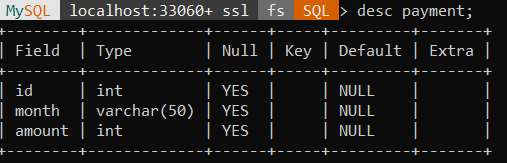 MySQL localhost:33060+ ssl fs SQL > desc payment;
+--------+-------------+------+-----+---------+-------+
| Field  | Type        | Null | Key | Default | Extra |
+--------+-------------+------+-----+---------+-------+
| id     | int         | YES  |     | NULL    |       |
| month  | varchar(50) | YES  |     | NULL    |       |
| amount | int         | YES  |     | NULL    |       |
+--------+-------------+------+-----+---------+-------+